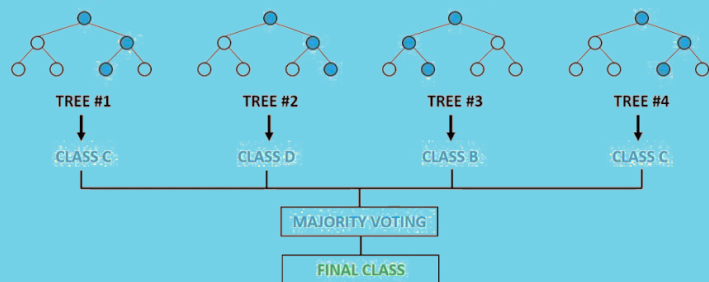 TREE #1 TREE #2 TREE #3 TREE #4
CLASS C CLASS D CLASS B CLASS C
MAJORITY VOTING
FINAL CLASS